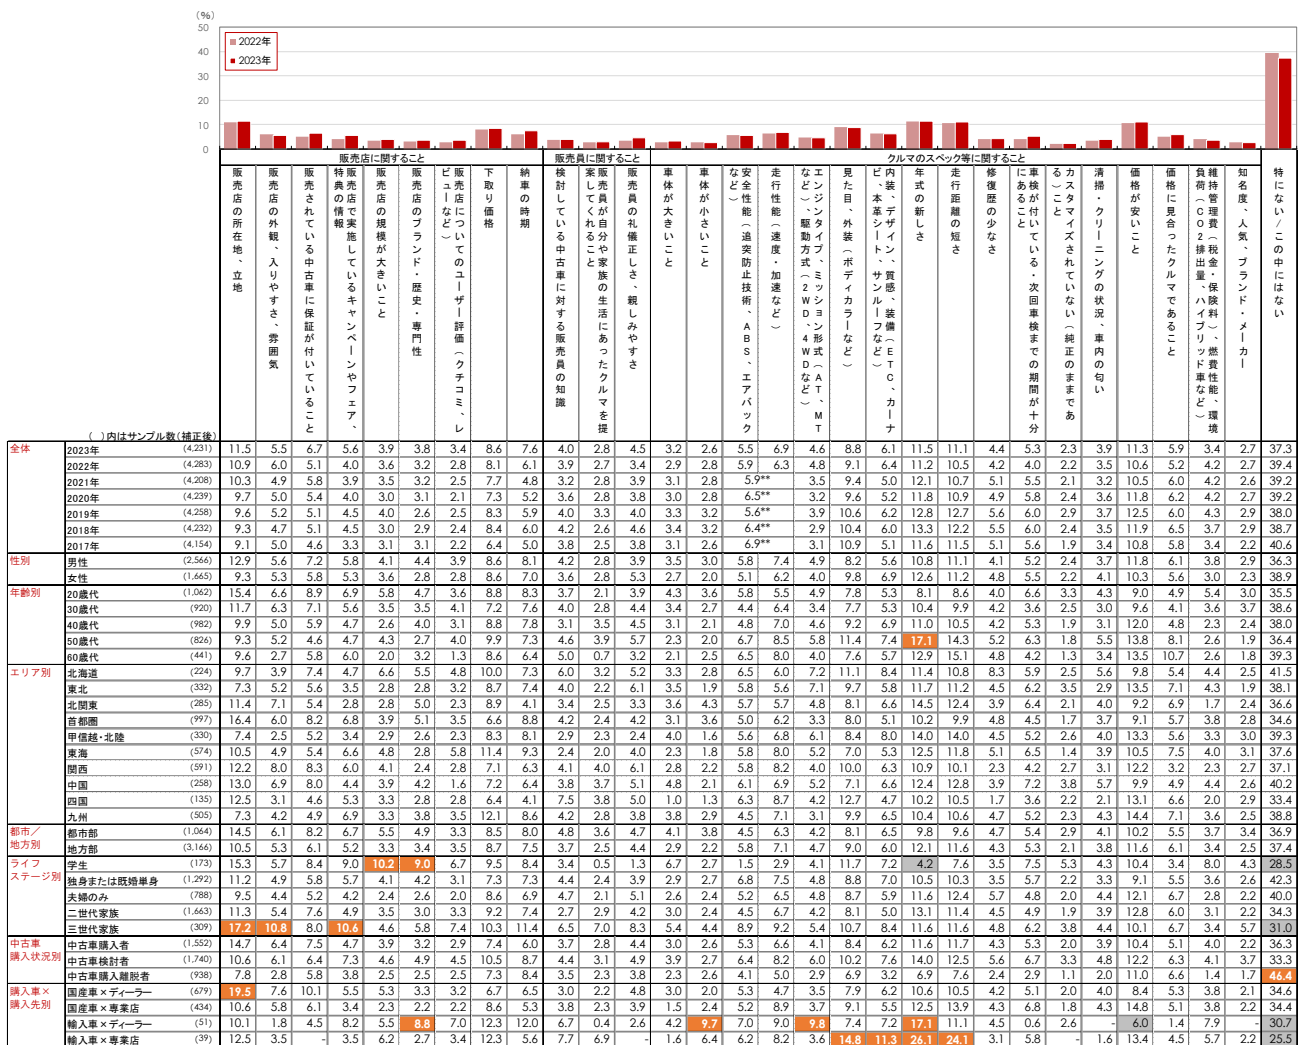 (%)
50
40
30
20
10
0
2022年
2023年
販売店に関すること
販売員に関すること
クルマのスペック等に関すること
販売店の所在地、立地
販売店の外観、入りやすさ、雰囲気
販売されている中古車に保証が付いていること
販売店で実施しているキャンペーンやフェア、特典の情報
販売店の規模が大きいこと
販売店のブランド・歴史・専門性
販売店についてのユーザー評価(クチコミ、レビューなど)
下取り価格
納車の時期
検討している中古車に対する販売員の知識
販売員が自分や家族の生活にあったクルマを提案してくれること
販売員の礼儀正しさ、親しみやすさ
車体が大きいこと
車体が小さいこと
安全性能(追突防止技術、ABS、エアバックなど)
走行性能(速度・加速など)
エンジンタイプ、ミッション形式(AT、MTなど)、駆動方式(2WD、4WDなど)
見た目、外装(ボディカラーなど)
内装、デザイン、質感、装備(ETC、カーナビ、本革シート、サンルーフなど)
年式の新しさ
走行距離の短さ
修復歴の少なさ
車検が付いている・次回車検までの期間が十分にあること
カスタマイズされていない(純正のままである)こと
清掃・クリーニングの状況、車内の匂い
価格が安いこと
価格に見合ったクルマであること
維持管理費(税金・保険料)、燃費性能、環境負荷(CO2排出量、ハイブリッド車など)
知名度、人気、ブランド・メーカー
特にない/この中にはない
( )内はサンプル数(補正後)
全体 2023年 (4,231) 11.5 5.5 6.7 5.6 3.9 3.8 3.4 8.6 7.6 4.0 2.8 4.5 3.2 2.6 5.5 6.9 4.6 8.8 6.1 11.5 11.1 4.4 5.3 2.3 3.9 11.3 5.9 3.4 2.7 37.3
2022年 (4,283) 10.9 6.0 5.1 4.0 3.6 3.2 2.8 8.1 6.1 3.9 2.7 3.4 2.9 2.8 5.9 6.3 4.8 9.1 6.4 11.2 10.5 4.2 4.0 2.2 3.5 10.6 5.2 4.2 2.7 39.4
2021年 (4,208) 10.3 4.9 5.8 3.9 3.5 3.2 2.5 7.7 4.8 3.2 2.8 3.9 3.1 2.8 5.9** 3.5 9.4 5.0 12.1 10.7 5.1 5.5 2.1 3.2 10.5 6.0 4.2 2.6 39.2
2020年 (4,239) 9.7 5.0 5.4 4.0 3.0 3.1 2.1 7.3 5.2 3.6 2.8 3.8 3.0 2.8 6.5** 3.2 9.6 5.2 11.8 10.9 4.9 5.8 2.4 3.6 11.8 6.2 4.2 2.7 39.2
2019年 (4,258) 9.6 5.2 5.1 4.5 4.0 2.6 2.5 8.3 5.9 4.0 3.3 4.0 3.3 3.2 5.6** 3.9 10.6 6.2 12.8 12.7 5.6 6.0 2.9 3.7 12.5 6.0 4.3 2.9 38.0
2018年 (4,232) 9.3 4.7 5.1 4.5 3.0 2.9 2.4 8.4 6.0 4.2 2.6 4.6 3.4 3.2 6.4** 2.9 10.4 6.0 13.3 12.2 5.5 6.0 2.4 3.5 11.9 6.5 3.7 2.9 38.7
2017年 (4,154) 9.1 5.0 4.6 3.3 3.1 3.1 2.2 6.4 5.0 3.8 2.5 3.8 3.1 2.6 6.9** 3.1 10.9 5.1 11.6 11.5 5.1 5.6 1.9 3.4 10.8 5.8 3.4 2.2 40.6
性別 男性 (2,566) 12.9 5.6 7.2 5.8 4.1 4.4 3.9 8.6 8.1 4.2 2.8 3.9 3.5 3.0 5.8 7.4 4.9 8.2 5.6 10.8 11.1 4.1 5.2 2.4 3.7 11.8 6.1 3.8 2.9 36.3
女性 (1,665) 9.3 5.3 5.8 5.3 3.6 2.8 2.8 8.6 7.0 3.6 2.8 5.3 2.7 2.0 5.1 6.2 4.0 9.8 6.9 12.6 11.2 4.8 5.5 2.2 4.1 10.3 5.6 3.0 2.3 38.9
年齢別 20歳代 (1,062) 15.4 6.6 8.9 6.9 5.8 4.7 3.6 8.8 8.3 3.7 2.1 3.9 4.3 3.6 5.8 5.5 4.9 7.8 5.3 8.1 8.6 4.0 6.6 3.3 4.3 9.0 4.9 5.4 3.0 35.5
30歳代 (920) 11.7 6.3 7.1 5.6 3.5 3.5 4.1 7.2 7.6 4.0 2.8 4.4 3.4 2.7 4.4 6.4 3.4 7.7 5.3 10.4 9.9 4.2 3.6 2.5 3.0 9.6 4.1 3.6 3.7 38.6
40歳代 (982) 9.9 5.0 5.9 4.7 2.6 4.0 3.1 8.8 7.8 3.1 3.5 4.5 3.1 2.1 4.8 7.0 4.6 9.2 6.9 11.0 10.5 4.2 5.3 1.9 3.1 12.0 4.8 2.3 2.4 38.0
50歳代 (826) 9.3 5.2 4.6 4.7 4.3 2.7 4.0 9.9 7.3 4.6 3.9 5.7 2.3 2.0 6.7 8.5 5.8 11.4 7.4 17.1 14.3 5.2 6.3 1.8 5.5 13.8 8.1 2.6 1.9 36.4
60歳代 (441) 9.6 2.7 5.8 6.0 2.0 3.2 1.3 8.6 6.4 5.0 0.7 3.2 2.1 2.5 6.5 8.0 4.0 7.6 5.7 12.9 15.1 4.8 4.2 1.3 3.4 13.5 10.7 2.6 1.8 39.3
エリア別 北海道 (224) 9.7 3.9 7.4 4.7 6.6 5.5 4.8 10.0 7.3 6.0 3.2 5.2 3.3 2.8 6.5 6.0 7.2 11.1 8.4 11.4 10.8 8.3 5.9 2.5 5.6 9.8 5.4 4.4 2.5 41.5
東北 (332) 7.3 5.2 5.6 3.5 2.8 2.8 3.2 8.7 7.4 4.0 2.2 6.1 3.5 1.9 5.8 5.6 7.1 9.7 5.8 11.7 11.2 4.5 6.2 3.5 2.9 13.5 7.1 4.3 1.9 38.1
北関東 (285) 11.4 7.1 5.4 2.8 2.8 5.0 2.3 8.9 4.1 3.4 2.5 3.3 4.3 3.6 5.7 5.7 4.8 8.1 6.6 14.5 12.4 3.9 6.4 2.1 4.0 9.2 6.9 1.7 2.4 36.6
首都圏 (997) 16.4 6.0 8.2 6.8 3.9 5.1 3.5 6.6 8.8 4.2 2.4 4.2 3.1 3.6 5.0 6.2 3.3 8.0 5.1 10.2 9.9 4.8 4.5 1.7 3.7 9.1 5.7 3.8 2.8 34.6
甲信越・北陸 (330) 7.4 2.5 5.2 3.4 2.9 2.6 2.3 8.3 8.1 2.9 2.3 2.4 4.0 1.6 5.6 6.8 6.1 8.4 8.0 14.0 14.0 4.5 5.2 2.6 4.0 13.3 5.6 3.3 3.0 39.3
東海 (574) 10.5 4.9 5.4 6.6 4.8 2.8 5.8 11.4 9.3 2.4 2.0 4.0 2.3 1.8 5.8 8.0 5.2 7.0 5.3 12.5 11.8 5.1 6.5 1.4 3.9 10.5 7.5 4.0 3.1 37.6
関西 (591) 12.2 8.0 8.3 6.0 4.1 2.4 2.8 7.1 6.3 4.1 4.0 6.1 2.8 2.2 5.8 8.2 4.0 10.0 6.3 10.9 10.1 2.3 4.2 2.7 3.1 12.2 3.2 2.3 2.7 37.1
中国 (258) 13.0 6.9 8.0 4.4 3.9 4.2 1.6 7.2 6.4 3.8 3.7 5.1 4.8 2.1 6.1 6.9 5.2 7.1 6.6 12.4 12.8 3.9 7.2 3.8 5.7 9.9 4.9 4.4 2.6 40.2
四国 (135) 12.5 3.1 4.6 5.3 3.3 2.8 2.8 6.4 4.1 7.5 3.8 5.0 1.0 1.3 6.3 8.7 4.2 12.7 4.7 10.2 10.5 1.7 3.6 2.2 2.1 13.1 6.6 2.0 2.9 33.4
九州 (505) 7.3 4.2 4.9 6.9 3.3 3.8 3.5 12.1 8.6 4.2 2.8 3.8 3.8 2.9 4.5 7.1 3.1 9.9 6.5 10.4 10.6 4.7 5.2 2.3 4.3 14.4 7.1 3.6 2.5 38.8
都市/地方別 都市部 (1,064) 14.5 6.1 8.2 6.7 5.5 4.9 3.3 8.5 8.0 4.8 3.6 4.7 4.1 3.8 4.5 6.3 4.2 8.1 6.5 9.8 9.6 4.7 5.4 2.9 4.1 10.2 5.5 3.7 3.4 36.9
地方部 (3,166) 10.5 5.3 6.1 5.2 3.3 3.4 3.5 8.7 7.5 3.7 2.5 4.4 2.9 2.2 5.8 7.1 4.7 9.0 6.0 12.1 11.6 4.3 5.3 2.1 3.8 11.6 6.1 3.4 2.5 37.4
ライフステージ別 学生 (173) 15.3 5.7 8.4 9.0 10.2 9.0 6.7 9.5 8.4 3.4 0.5 1.3 6.7 2.7 1.5 2.9 4.1 11.7 7.2 4.2 7.6 3.5 7.5 5.3 4.3 10.4 3.4 8.0 4.3 28.5
独身または既婚単身 (1,292) 11.2 4.9 5.8 5.7 4.1 4.2 3.1 7.3 7.3 4.4 2.4 3.9 2.9 2.7 6.8 7.5 4.8 8.8 7.0 10.5 10.3 3.5 5.7 2.2 3.3 9.1 5.5 3.6 2.6 42.3
夫婦のみ (788) 9.5 4.4 5.2 4.2 2.4 2.6 2.0 8.6 6.9 4.7 2.1 5.1 2.6 2.4 5.2 6.5 4.8 8.7 5.9 11.6 12.4 5.7 4.8 2.0 4.4 12.1 6.7 2.8 2.2 40.0
二世代家族 (1,663) 11.3 5.4 7.6 4.9 3.5 3.0 3.3 9.2 7.4 2.7 2.9 4.2 3.0 2.4 4.5 6.7 4.2 8.1 5.0 13.1 11.4 4.5 4.9 1.9 3.9 12.8 6.0 3.1 2.2 34.3
三世代家族 (309) 17.2 10.8 8.0 10.6 4.6 5.8 7.4 10.3 11.4 6.5 7.0 8.3 5.4 4.4 8.9 9.2 5.4 10.7 8.4 11.6 11.6 4.8 6.2 3.8 4.4 10.1 6.7 3.4 5.7 31.0
中古車購入状況別 中古車購入者 (1,552) 14.7 6.4 7.5 4.7 3.9 3.2 2.9 7.4 6.0 3.7 2.8 4.4 3.0 2.6 5.3 6.6 4.1 8.4 6.2 11.6 11.7 4.3 5.3 2.0 3.9 10.4 5.1 4.0 2.2 36.3
中古車検討者 (1,740) 10.6 6.1 6.4 7.3 4.6 4.9 4.5 10.5 8.7 4.4 3.1 4.9 3.9 2.7 6.4 8.2 6.0 10.2 7.6 14.0 12.5 5.6 6.7 3.3 4.8 12.2 6.3 4.1 3.7 33.3
中古車購入離脱者 (938) 7.8 2.8 5.8 3.8 2.5 2.5 2.5 7.3 8.4 3.5 2.3 3.8 2.3 2.6 4.1 5.0 2.9 6.9 3.2 6.9 7.6 2.4 2.9 1.1 2.0 11.0 6.6 1.4 1.7 46.4
購入車×購入先別 国産車×ディーラー (679) 19.5 7.6 10.1 5.5 5.3 3.3 3.2 6.7 6.5 3.0 2.2 4.8 3.0 2.0 5.3 4.7 3.5 7.9 6.2 10.6 10.5 4.2 5.1 2.0 4.0 8.4 5.3 3.8 2.1 34.6
国産車×専業店 (434) 10.6 5.8 6.1 3.4 2.3 2.2 2.2 8.6 5.3 3.8 2.3 3.9 1.5 2.4 5.2 8.9 3.7 9.1 5.5 12.5 13.9 4.3 6.8 1.8 4.3 14.8 5.1 3.8 2.2 34.4
輸入車×ディーラー (51) 10.1 1.8 4.5 8.2 5.5 8.8 7.0 12.3 12.0 6.7 0.4 2.6 4.2 9.7 7.0 9.0 9.8 7.4 7.2 17.1 11.1 4.5 0.6 2.6 - 6.0 1.4 7.9 - 30.7
輸入車×専業店 (39) 12.5 3.5 - 3.5 6.2 2.7 3.4 12.3 5.6 7.7 6.9 - 1.6 6.4 6.2 8.2 3.6 14.8 11.3 26.1 24.1 3.1 5.8 - 1.6 13.4 4.5 5.7 2.2 25.5